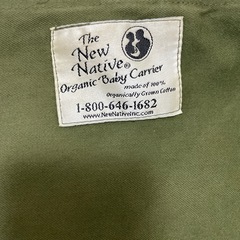 The
New
Native®
Organic Baby Carrier
made of 100%
Organically Grown Cotton
1-800-646-1682
www.NewNativeInc.com